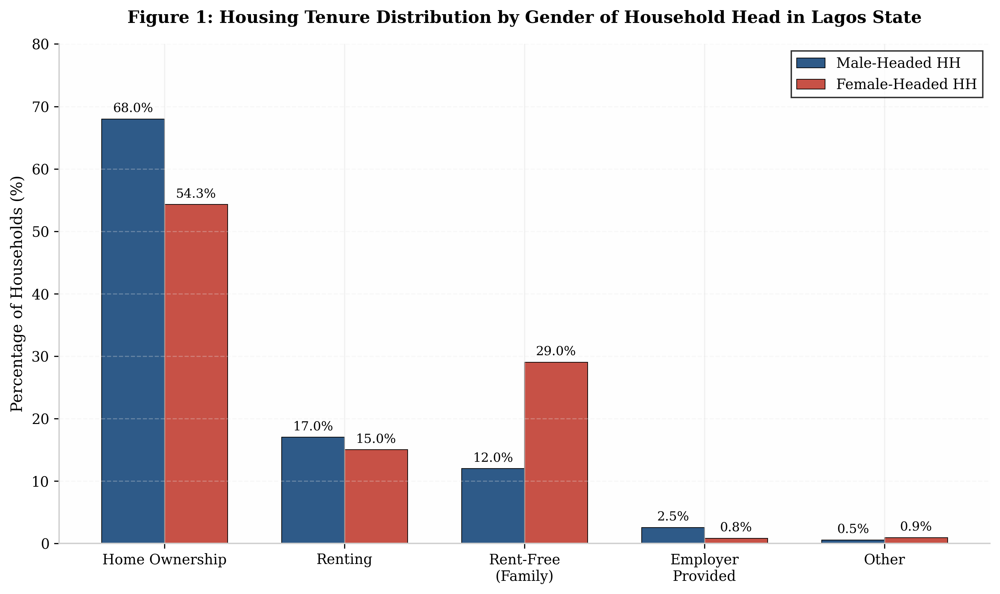 Figure 1: Housing Tenure Distribution by Gender of Household Head in Lagos State
Male-Headed HH
Female-Headed HH
Percentage of Households (%)
80
70
60
50
40
30
20
10
0
68.0%
54.3%
17.0%
15.0%
12.0%
29.0%
2.5%
0.8%
0.5%
0.9%
Home Ownership
Renting
Rent-Free
(Family)
Employer
Provided
Other